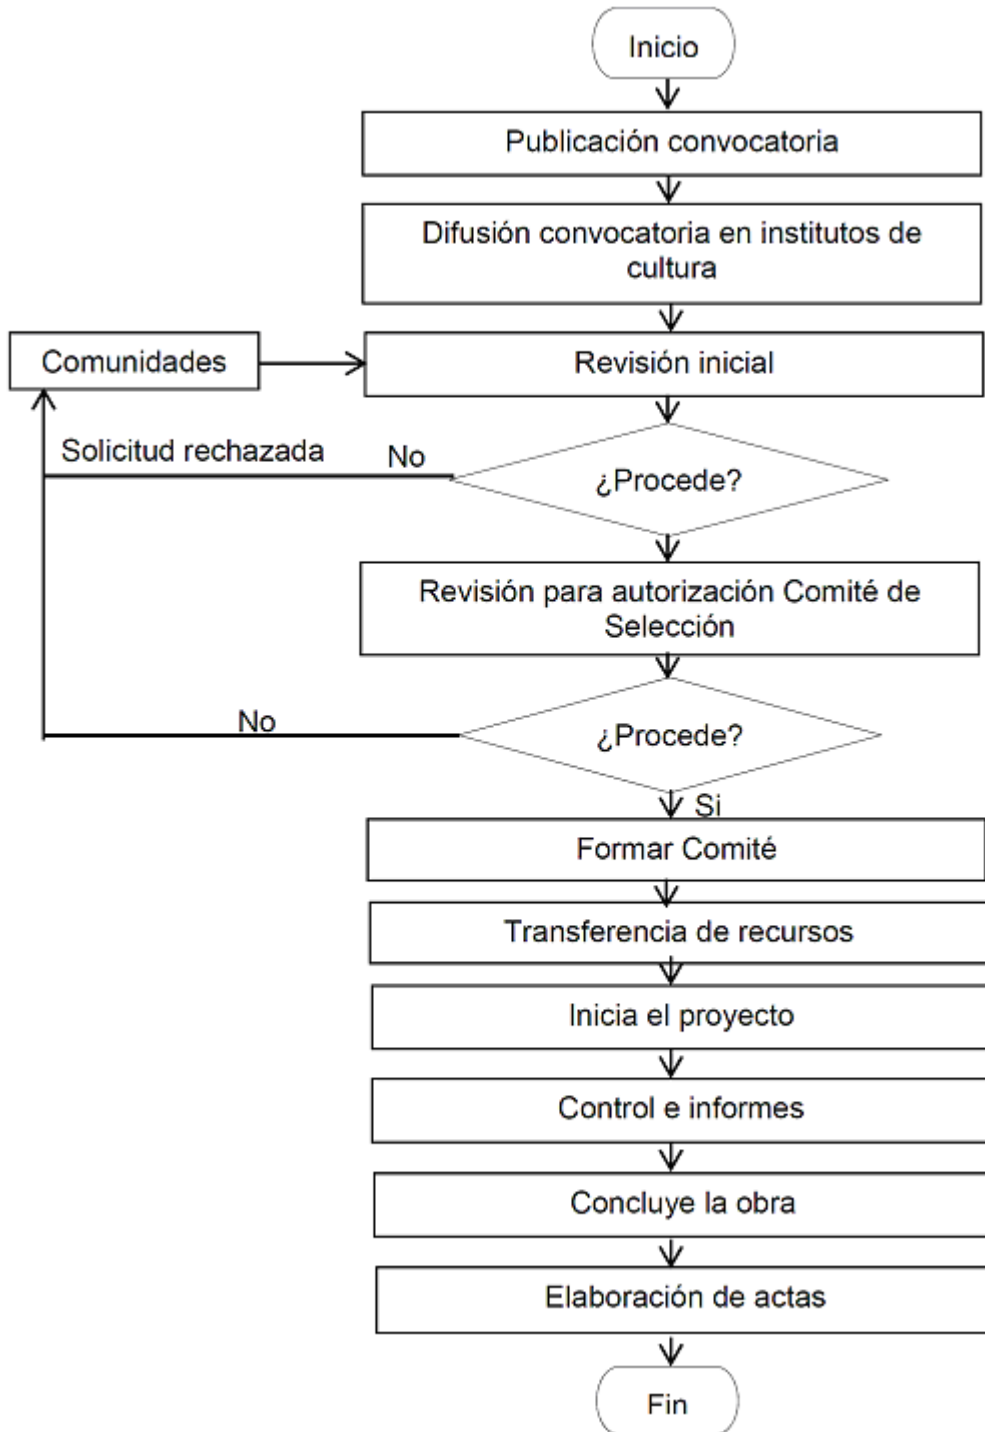 Inicio
Publicación convocatoria
Difusión convocatoria en institutos de
cultura
Comunidades
Revisión inicial
Solicitud rechazada
No
¿Procede?
Revisión para autorización Comité de
Selección
No
¿Procede?
Si
Formar Comité
Transferencia de recursos
Inicia el proyecto
Control e informes
Concluye la obra
Elaboración de actas
Fin